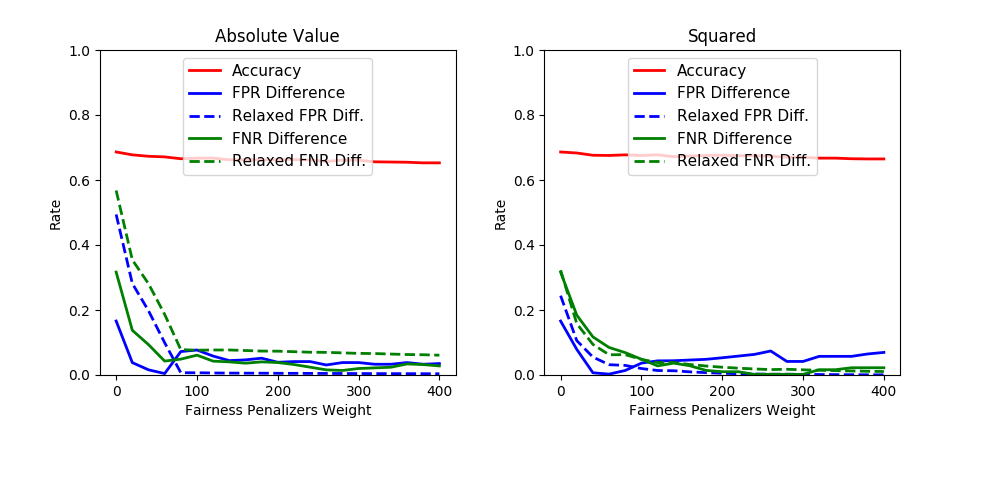 Absolute Value
1.0
0.8
0.6
0.4
0.2
0.0
Rate
Accuracy
FPR Difference
Relaxed FPR Diff.
FNR Difference
Relaxed FNR Diff.
0 100 200 300 400
Fairness Penalizers Weight
Squared
1.0
0.8
0.6
0.4
0.2
0.0
Rate
Accuracy
FPR Difference
Relaxed FPR Diff.
FNR Difference
Relaxed FNR Diff.
0 100 200 300 400
Fairness Penalizers Weight